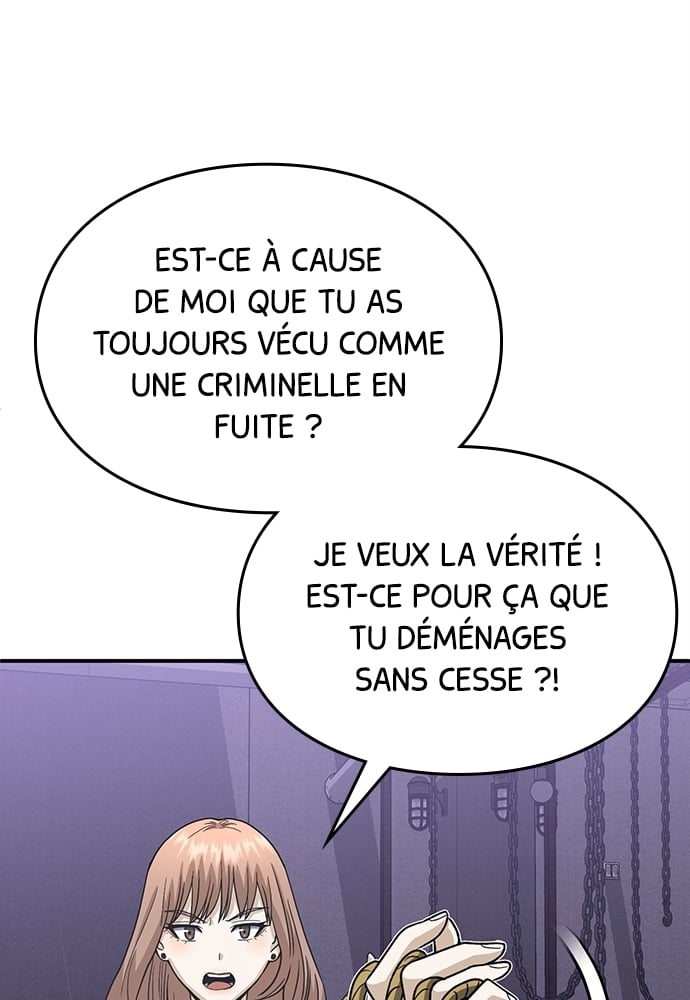 EST-CE À CAUSE
DE MOI QUE TU AS
TOUJOURS VÉCU COMME
UNE CRIMINELLE EN
FUITE ?
JE VEUX LA VÉRITÉ !
EST-CE POUR ÇA QUE
TU DÉMÉNAGES
SANS CESSE ?!